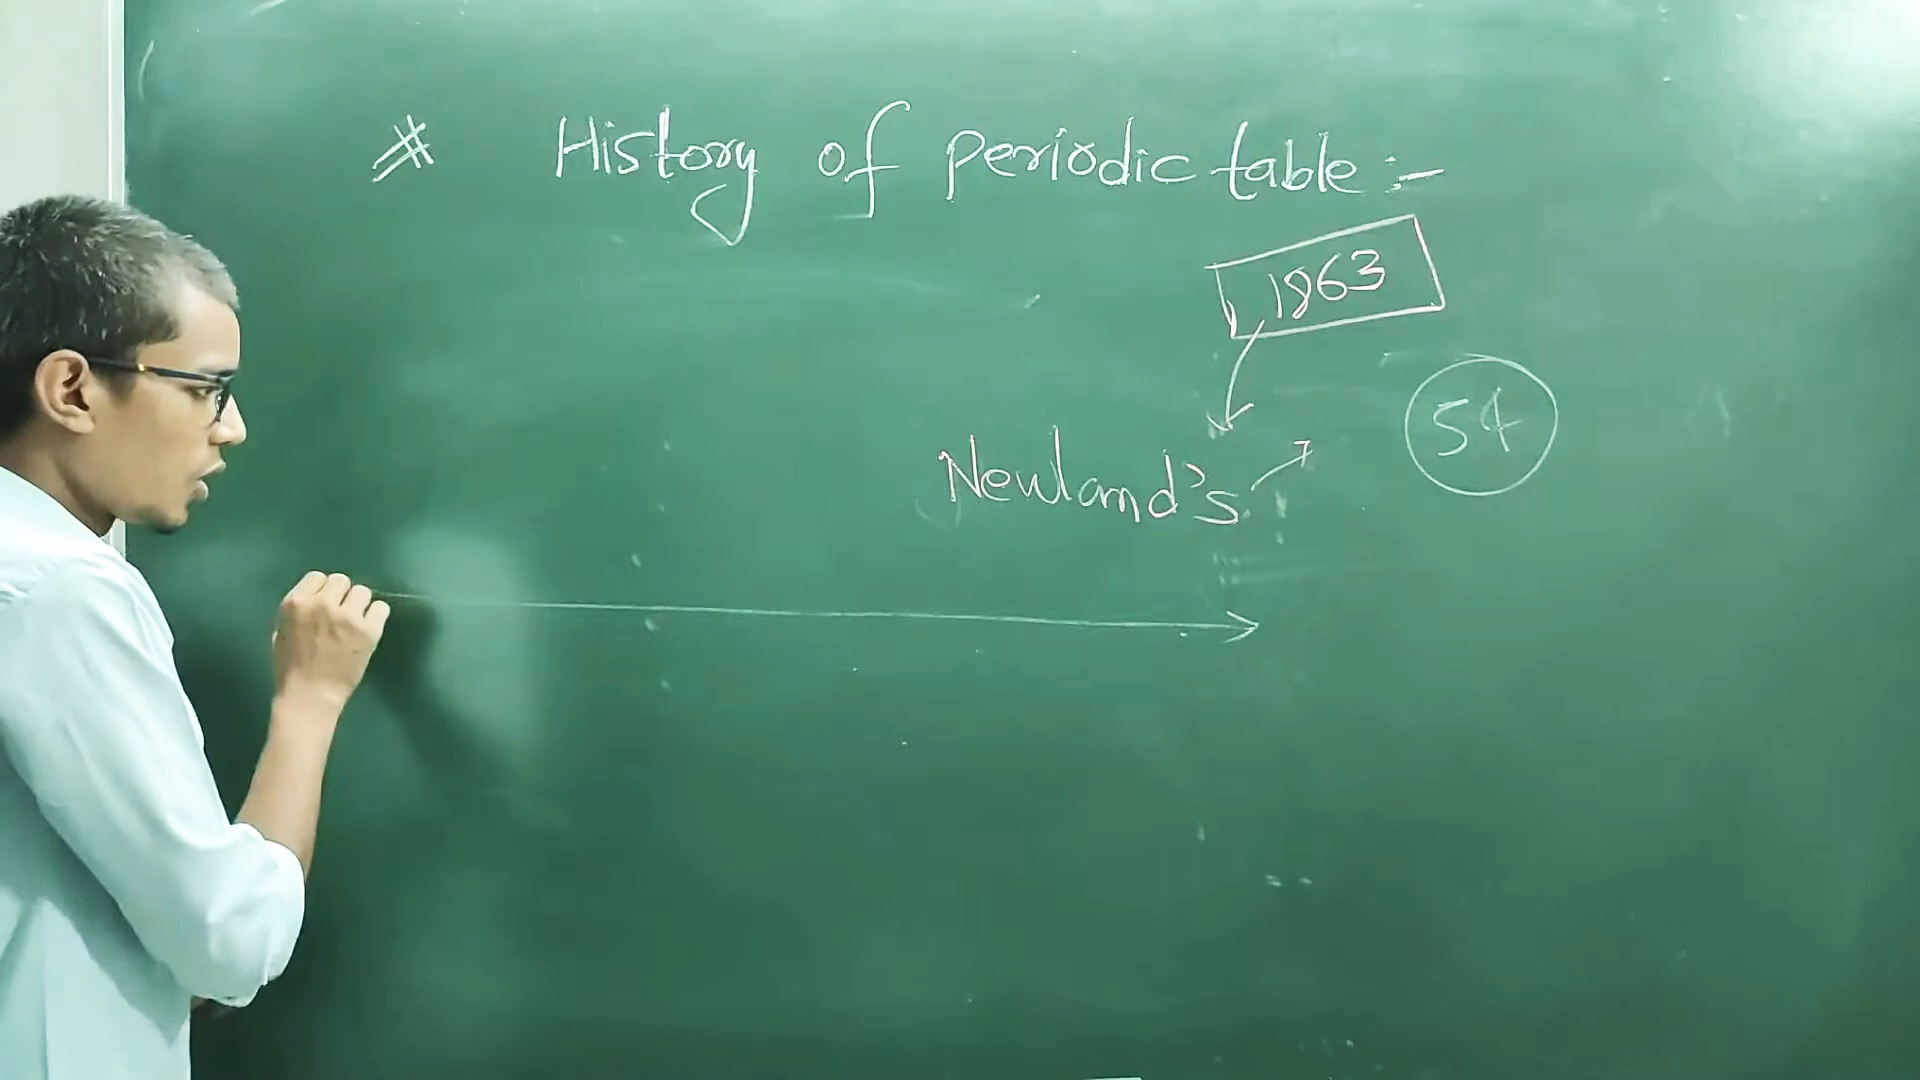 # History of periodic table :-
1863
54
Newland's